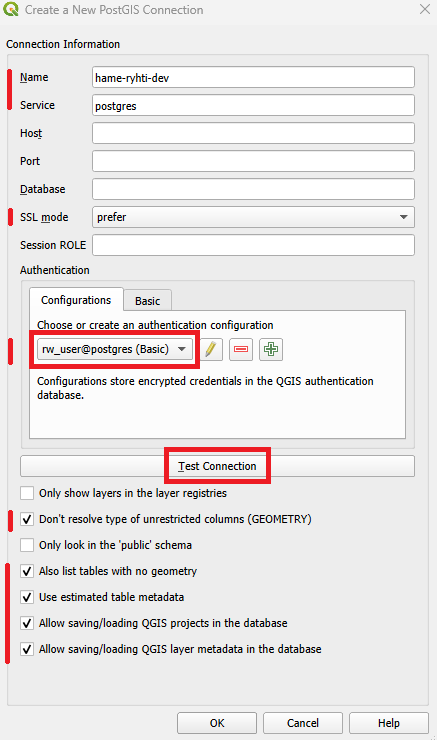 Create a New PostGIS Connection
Connection Information
Name hame-ryhti-dev
Service postgres
Host
Port
Database
SSL mode prefer
Session ROLE
Authentication
Configurations Basic
Choose or create an authentication configuration
rw_user@postgres (Basic)
Configurations store encrypted credentials in the QGIS authentication
database.
Test Connection
Only show layers in the layer registries
Don't resolve type of unrestricted columns (GEOMETRY)
Only look in the 'public' schema
Also list tables with no geometry
Use estimated table metadata
Allow saving/loading QGIS projects in the database
Allow saving/loading QGIS layer metadata in the database
OK Cancel Help